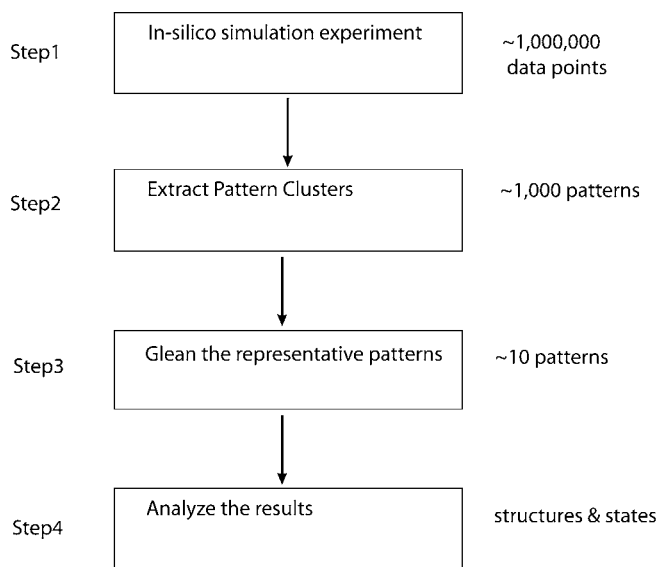 Step1
In-silico simulation experiment
~1,000,000
data points
Step2
Extract Pattern Clusters
~1,000 patterns
Step3
Glean the representative patterns
~10 patterns
Step4
Analyze the results
structures & states